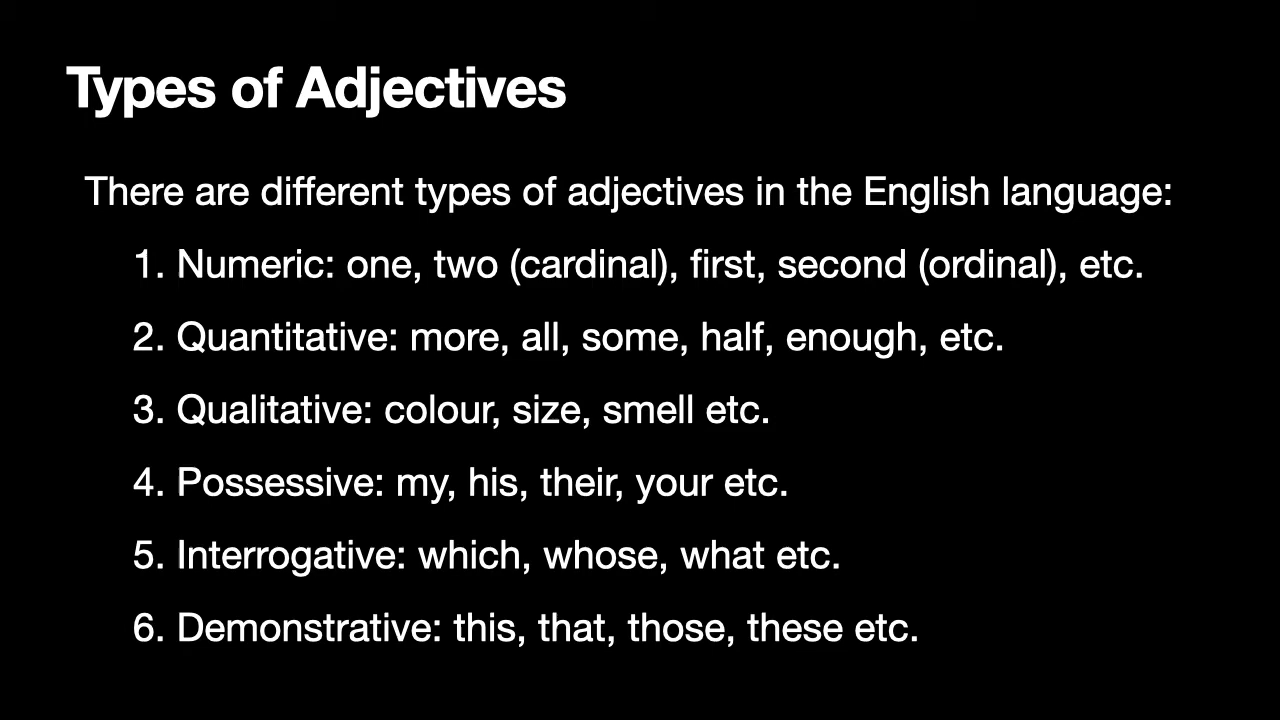 Types of Adjectives
There are different types of adjectives in the English language:
1. Numeric: one, two (cardinal), first, second (ordinal), etc.
2. Quantitative: more, all, some, half, enough, etc.
3. Qualitative: colour, size, smell etc.
4. Possessive: my, his, their, your etc.
5. Interrogative: which, whose, what etc.
6. Demonstrative: this, that, those, these etc.